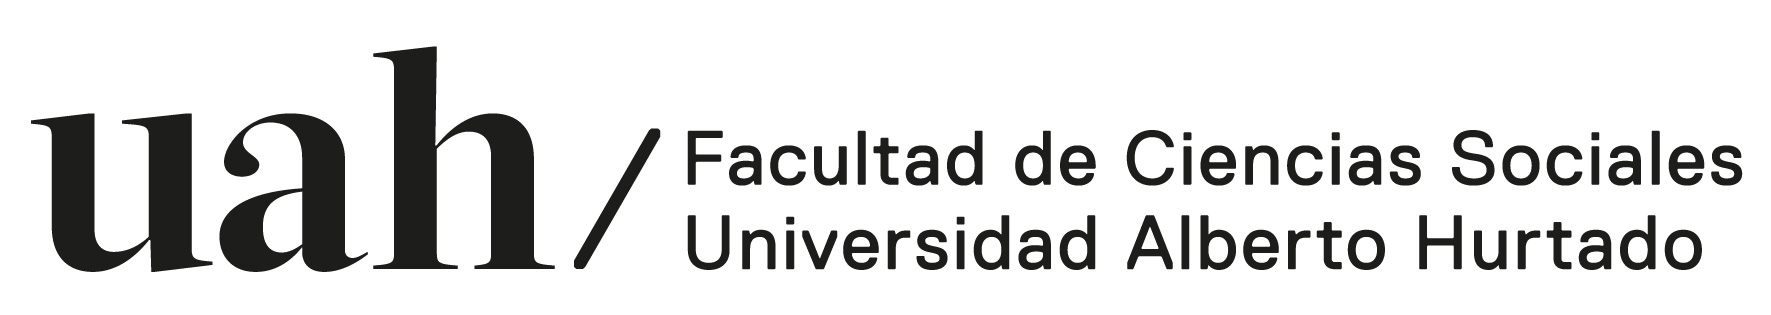 uah/
Facultad de Ciencias Sociales
Universidad Alberto Hurtado